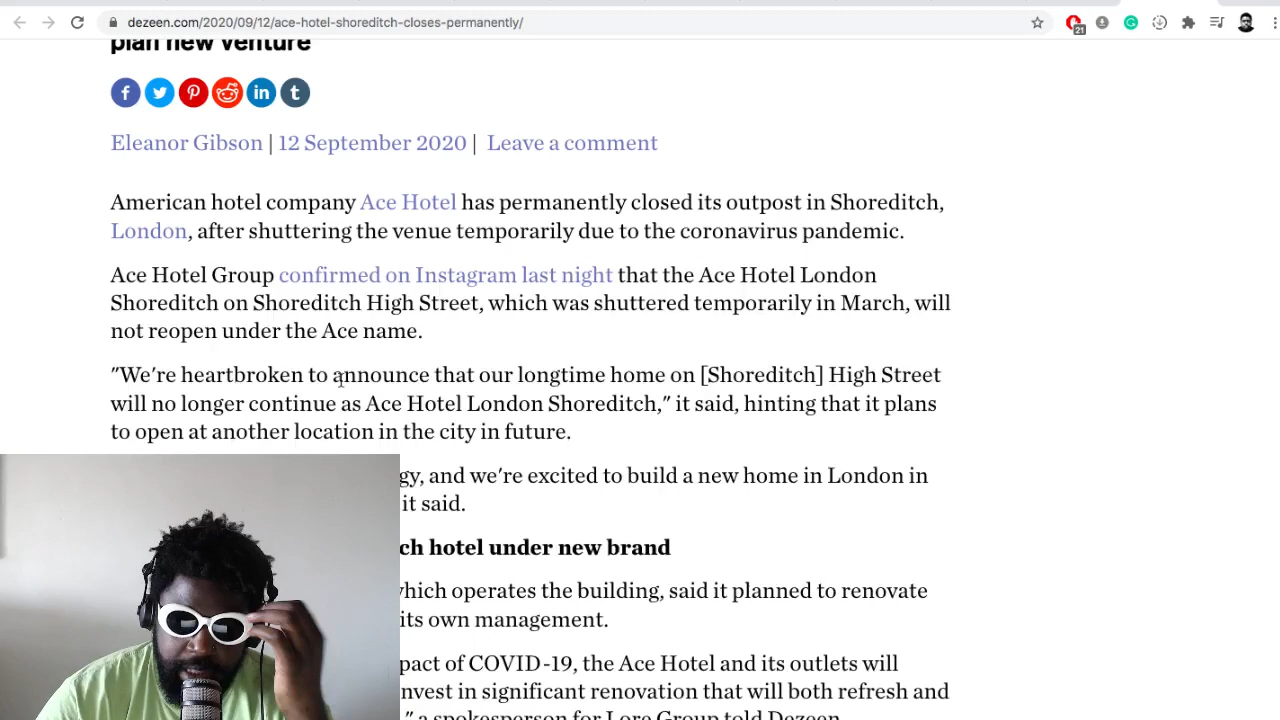 dezeen.com/2020/09/12/ace-hotel-shoreditch-closes-permanently/
21
plan new venture
Eleanor Gibson | 12 September 2020 | Leave a comment
American hotel company Ace Hotel has permanently closed its outpost in Shoreditch,
London, after shuttering the venue temporarily due to the coronavirus pandemic.
Ace Hotel Group confirmed on Instagram last night that the Ace Hotel London
Shoreditch on Shoreditch High Street, which was shuttered temporarily in March, will
not reopen under the Ace name.
"We're heartbroken to announce that our longtime home on [Shoreditch] High Street
will no longer continue as Ace Hotel London Shoreditch," it said, hinting that it plans
to open at another location in the city in future.
gy, and we're excited to build a new home in London in
it said.
ch hotel under new brand
which operates the building, said it planned to renovate
its own management.
pact of COVID-19, the Ace Hotel and its outlets will
nvest in significant renovation that will both refresh and
," a spokesperson for Lore Group told Dezeen.